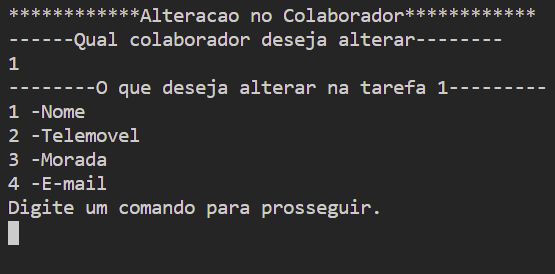 ************Alteracao no Colaborador************
------Qual colaborador deseja alterar--------
1
--------O que deseja alterar na tarefa 1---------
1 -Nome
2 -Telemovel
3 -Morada
4 -E-mail
Digite um comando para prosseguir.